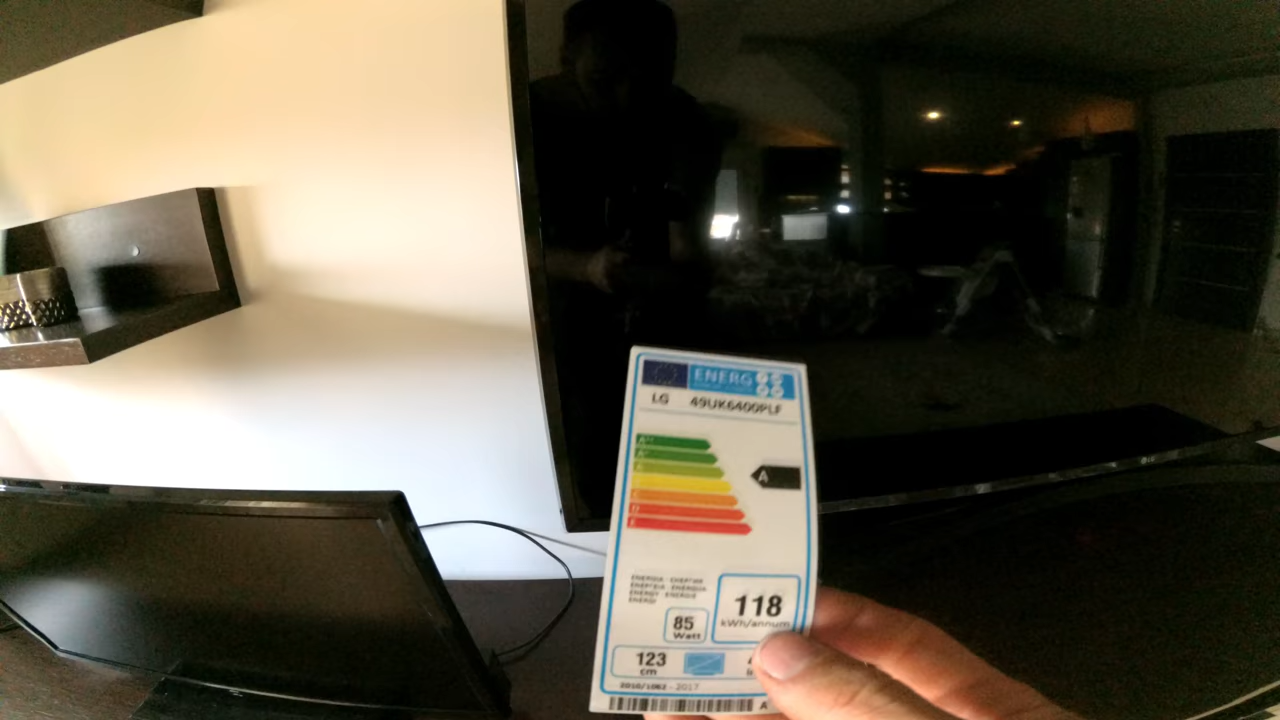 ENERG
LG 49UK6400PLF
A++
A+
A
D
E
A
ENERGIA · ЕНЕРГИЯ
ΕΝΕΡΓΕΙΑ · ENERGIJA
ENERGY · ENERGIE
ENERGI
118
kWh/annum
85
Watt
123
cm
2010/1062 - 2017
A
LG